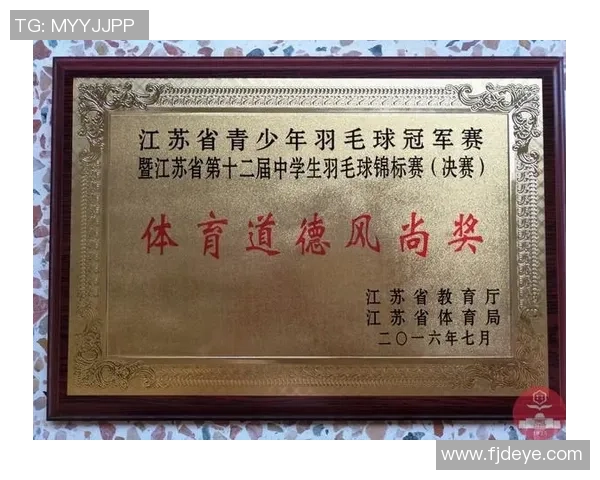 TG: MYYJJPP
江苏省青少年羽毛球冠军赛
暨江苏省第十二届中学生羽毛球锦标赛（决赛）
体育道德风尚奖
江苏省教育厅
江苏省体育局
二〇一六年七月
www.fjdeye.com